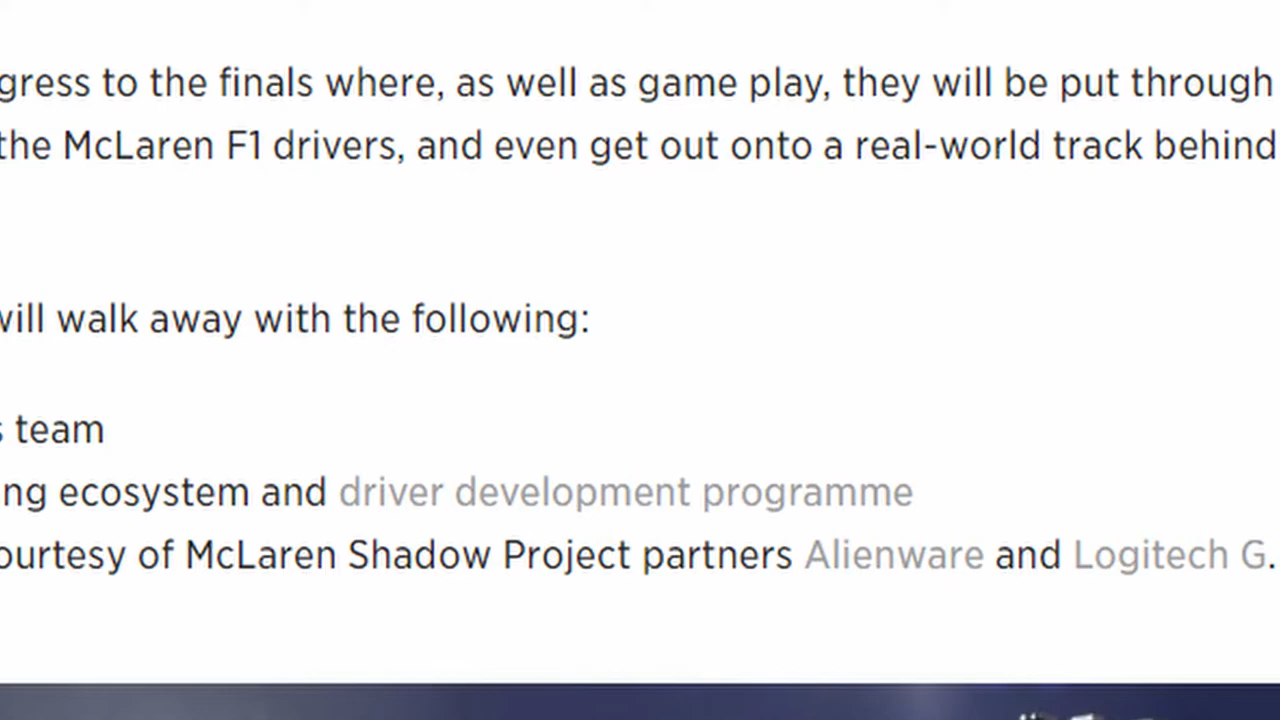 gress to the finals where, as well as game play, they will be put through
the McLaren F1 drivers, and even get out onto a real-world track behind
will walk away with the following:
s team
ng ecosystem and driver development programme
ourtesy of McLaren Shadow Project partners Alienware and Logitech G.